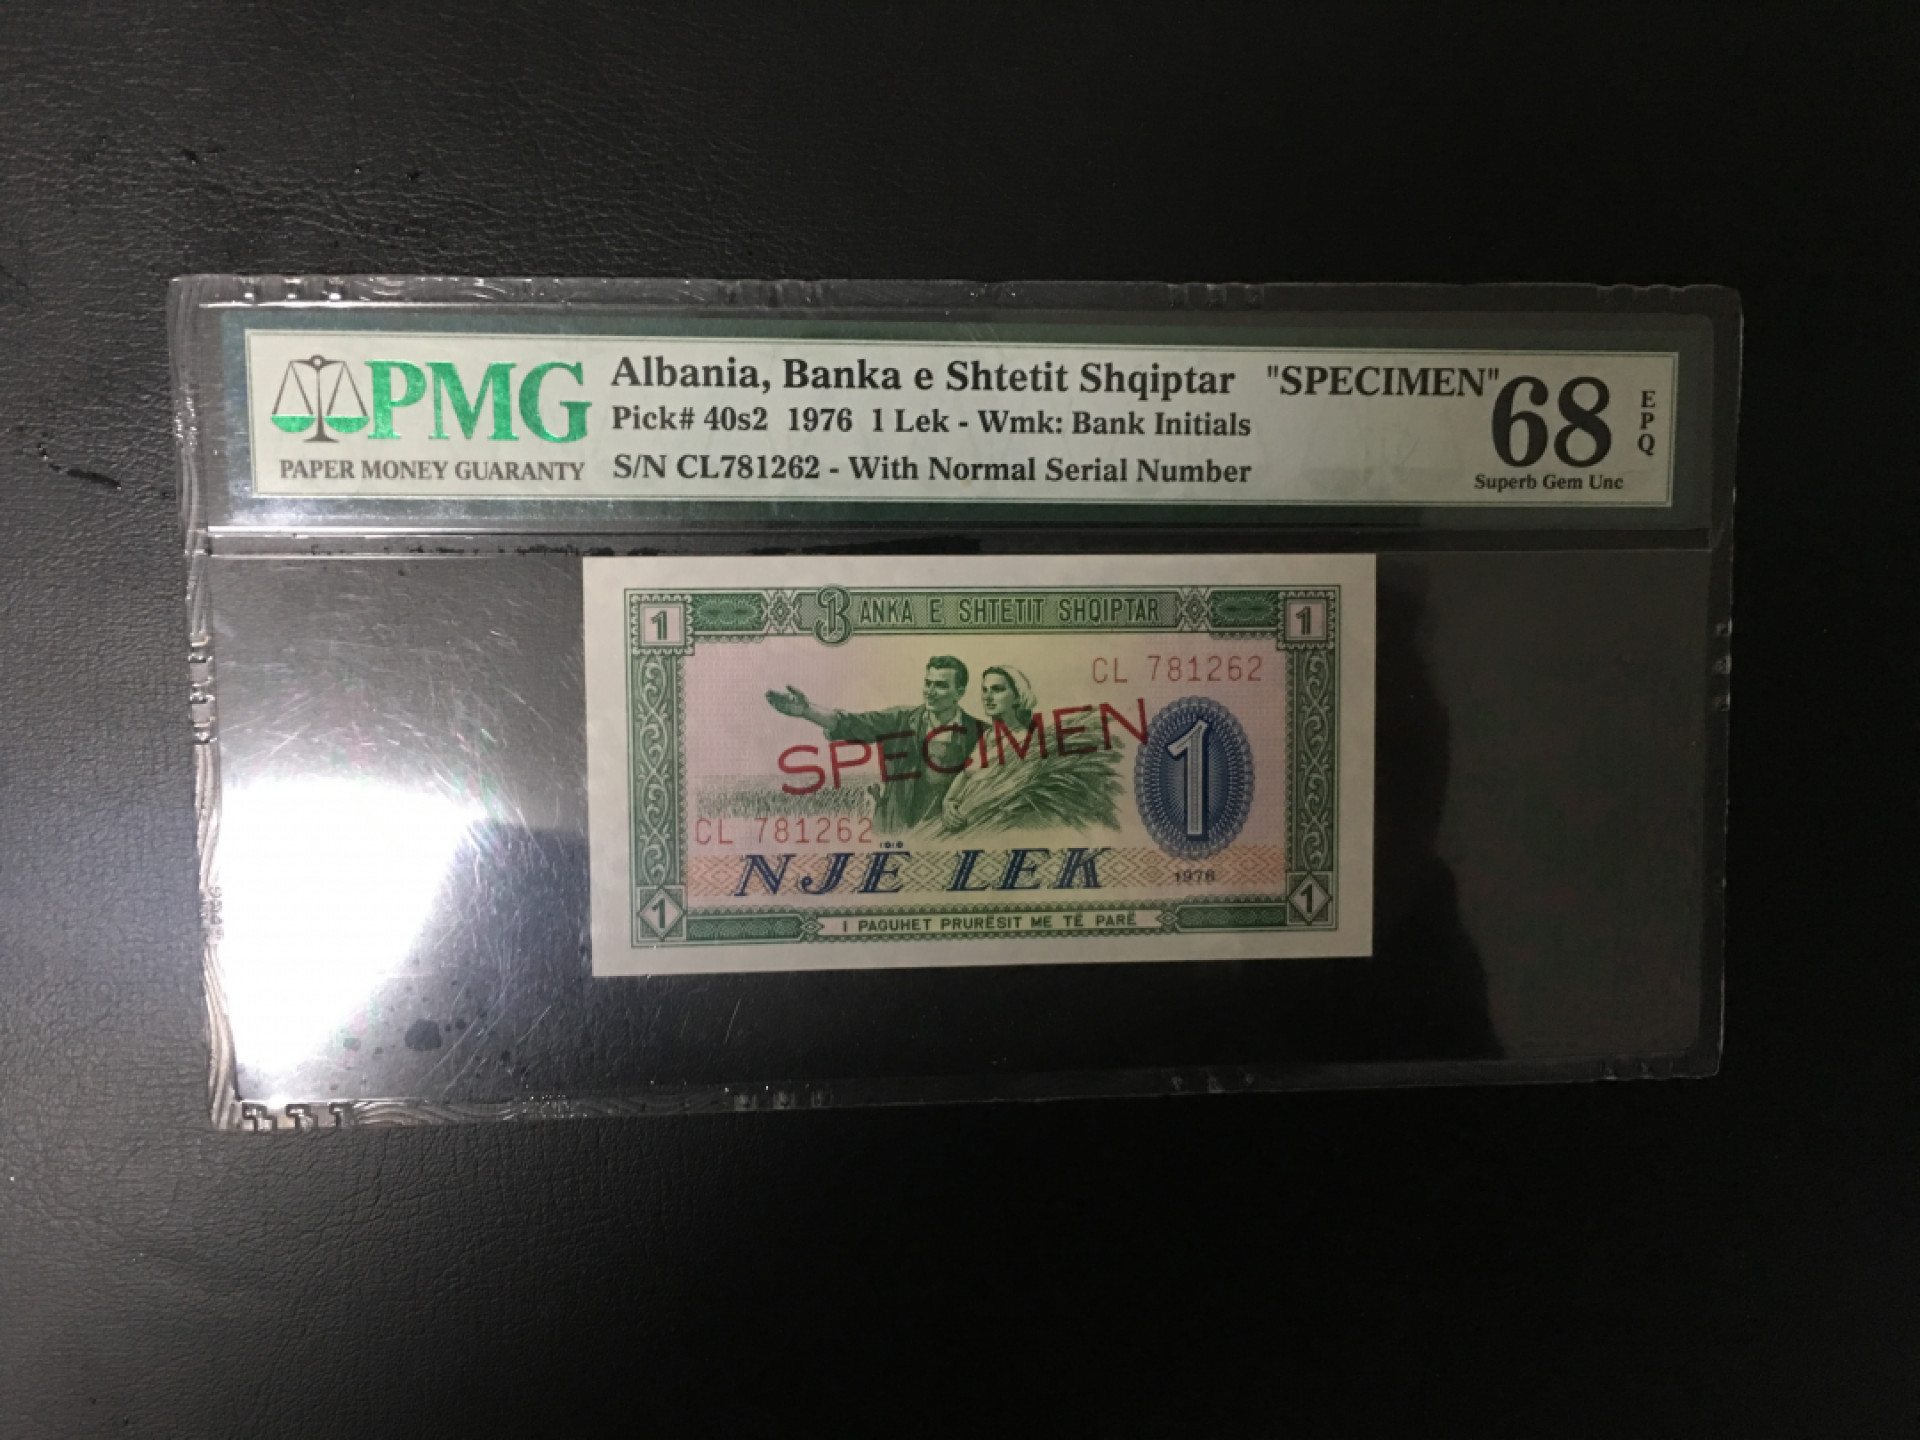 PMG
PAPER MONEY GUARANTY
Albania, Banka e Shtetit Shqiptar "SPECIMEN"
Pick# 40s2 1976 1 Lek - Wmk: Bank Initials
S/N CL781262 - With Normal Serial Number
68
EPQ
Superb Gem Unc
1 BANKA E SHTETIT SHQIPTAR 1
CL 781262
SPECIMEN
1
CL 781262
NJË LEK
1976
1 I PAGUHET PRURËSIT ME TË PARË 1